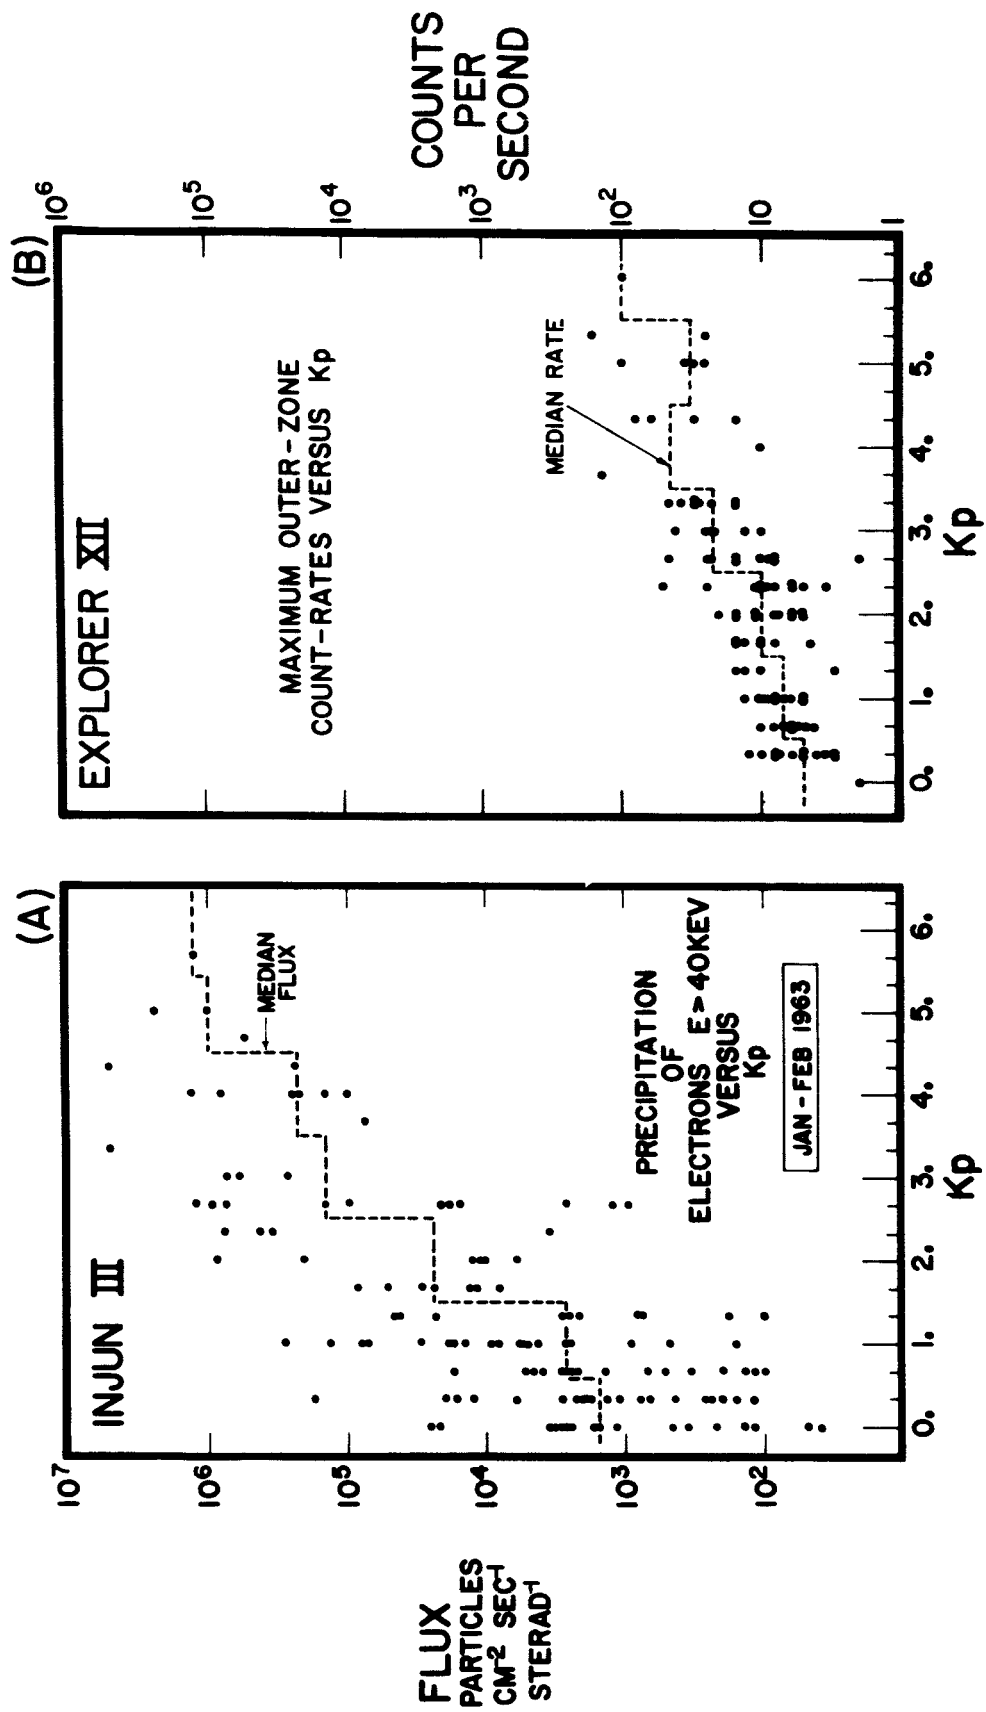 (A)
INJUN III
FLUX
PARTICLES
CM⁻² SEC⁻¹
STERAD⁻¹
10⁷
10⁶
10⁵
10⁴
10³
10²
MEDIAN
FLUX
PRECIPITATION
OF
ELECTRONS E>40KEV
VERSUS
Kp
JAN-FEB 1963
0. 1. 2. 3. 4. 5. 6.
Kp
(B)
EXPLORER XII
MAXIMUM OUTER-ZONE
COUNT-RATES VERSUS Kp
MEDIAN RATE
10⁶
10⁵
10⁴
10³
10²
10
1
COUNTS
PER
SECOND
0. 1. 2. 3. 4. 5. 6.
Kp